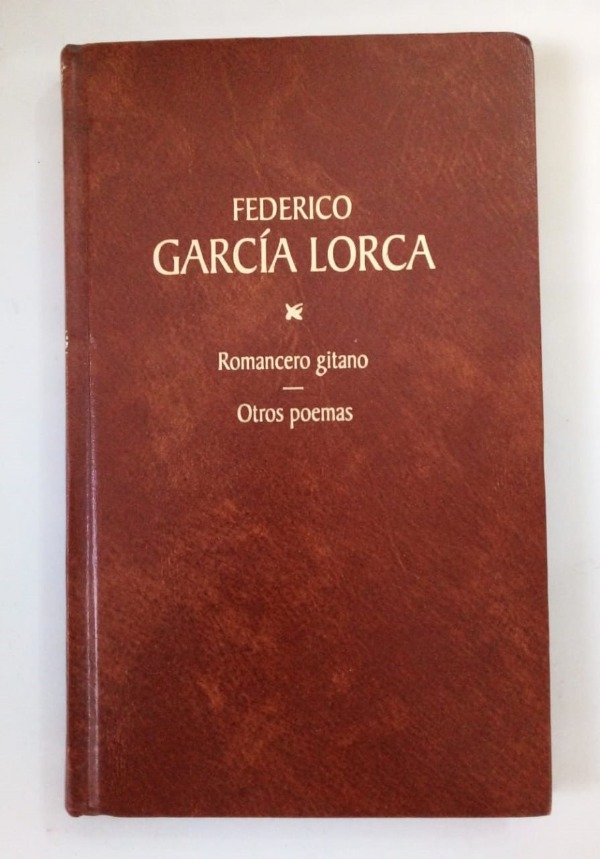 FEDERICO
GARCÍA LORCA
Romancero gitano
Otros poemas